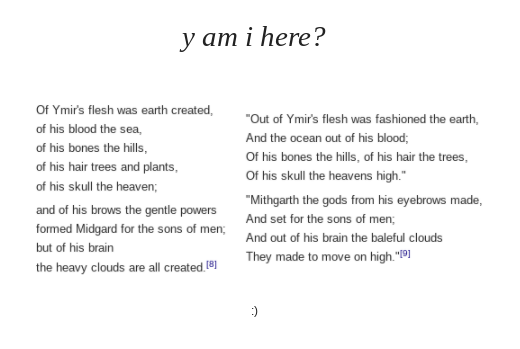 y am i here?
Of Ymir's flesh was earth created,
of his blood the sea,
of his bones the hills,
of his hair trees and plants,
of his skull the heaven;
and of his brows the gentle powers
formed Midgard for the sons of men;
but of his brain
the heavy clouds are all created.[8]
"Out of Ymir's flesh was fashioned the earth,
And the ocean out of his blood;
Of his bones the hills, of his hair the trees,
Of his skull the heavens high."
"Mithgarth the gods from his eyebrows made,
And set for the sons of men;
And out of his brain the baleful clouds
They made to move on high."[9]
:)